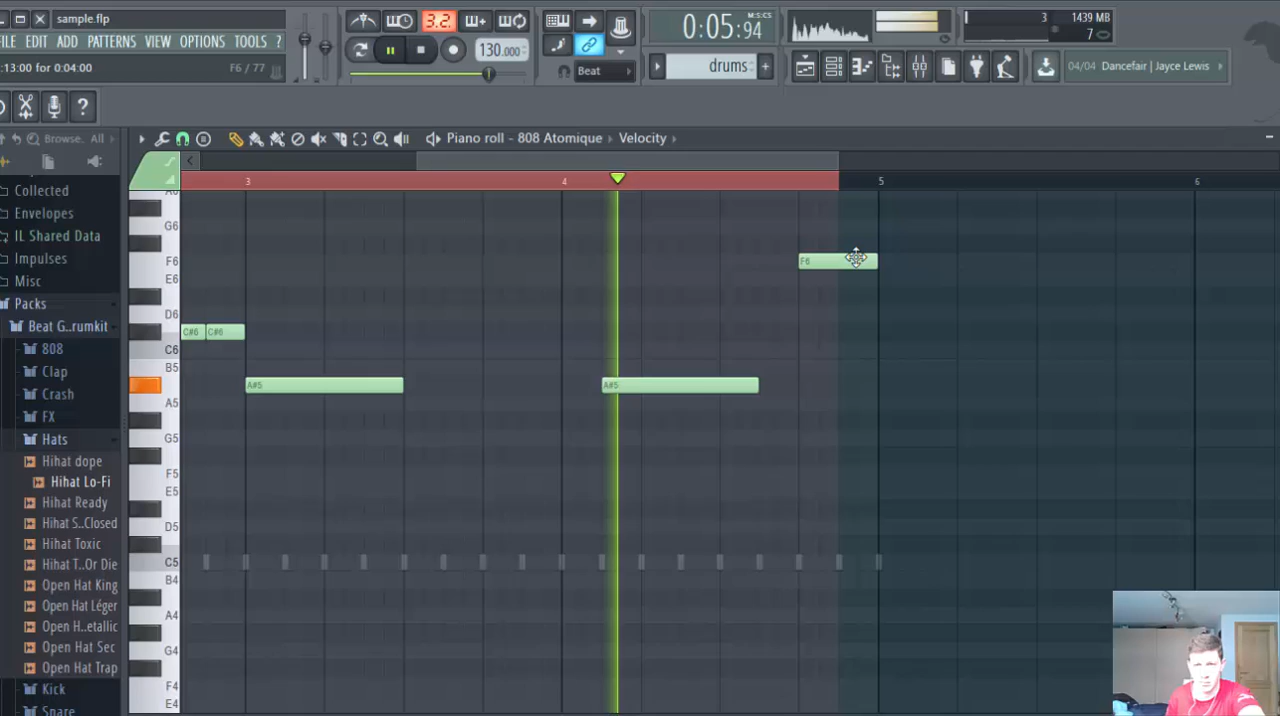 sample.flp
ILE EDIT ADD PATTERNS VIEW OPTIONS TOOLS ?
:13:00 for 0:04:00 F6 / 77
3.2.
130.000
Beat
0:05:94 M:S:CS
drums
3 1439 MB
7
04/04 Dancefair | Jayce Lewis
?
Browse.. All
Piano roll - 808 Atomique Velocity
3 4 5 6
Collected
Envelopes
IL Shared Data
Impulses
Misc
Packs
Beat G..rumkit
808
Clap
Crash
FX
Hats
Hihat dope
Hihat Lo-Fi
Hihat Ready
Hihat S..Closed
Hihat Toxic
Hihat T..Or Die
Open Hat King
Open Hat Léger
Open H..etallic
Open Hat Sec
Open Hat Trap
Kick
Snare
G6
F6 F6
E6
D6
C#6 C#6
C6
B5
A#5 A#5
A5
G5
F5
E5
D5
C5
B4
A4
G4
F4
E4